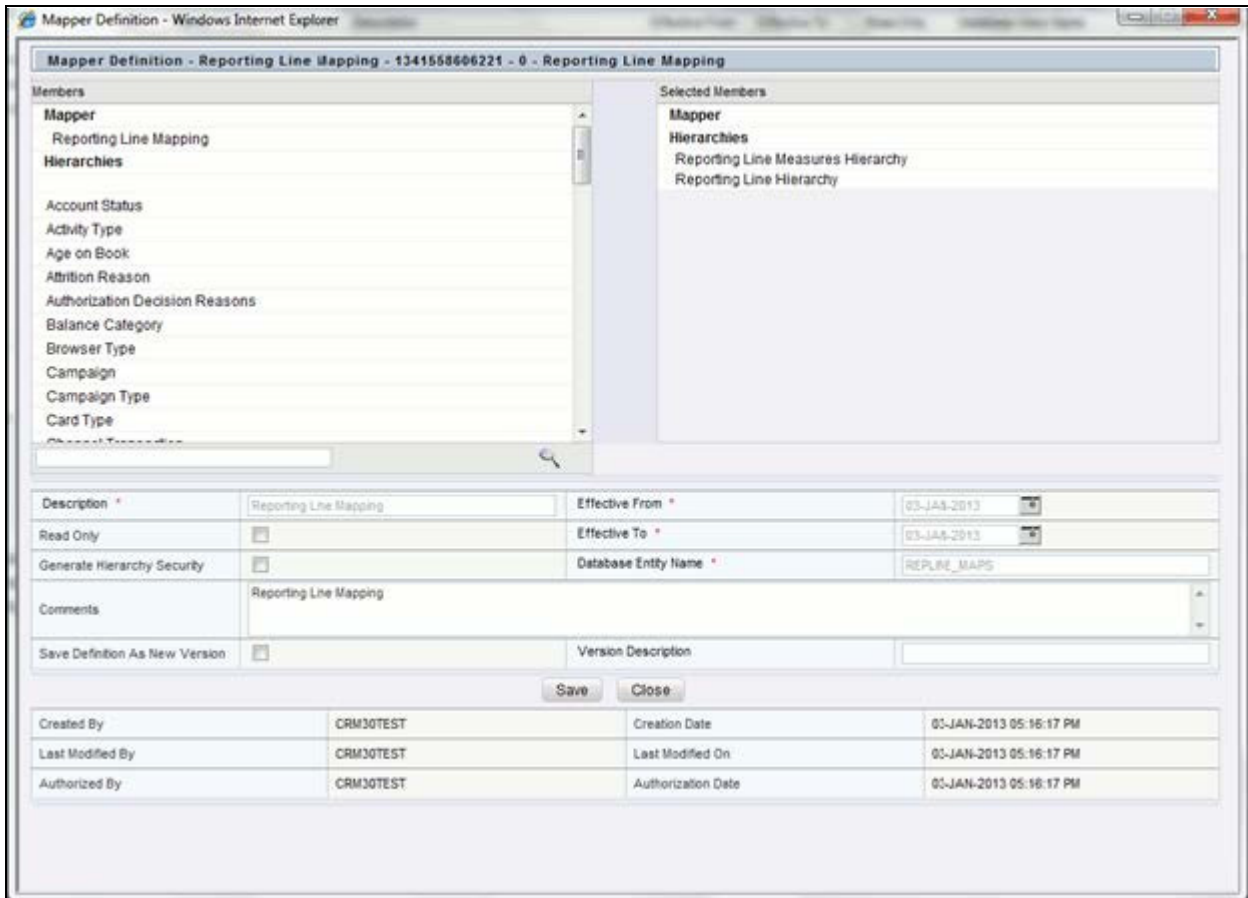 Mapper Definition - Windows Internet Explorer
Mapper Definition - Reporting Line Mapping - 1341558606221 - 0 - Reporting Line Mapping
Members
Mapper
Reporting Line Mapping
Hierarchies
Account Status
Activity Type
Age on Book
Attrition Reason
Authorization Decision Reasons
Balance Category
Browser Type
Campaign
Campaign Type
Card Type
Selected Members
Mapper
Hierarchies
Reporting Line Measures Hierarchy
Reporting Line Hierarchy
Description * Reporting Line Mapping Effective From * 03-JAN-2013
Read Only Effective To * 03-JAN-2013
Generate Hierarchy Security Database Entity Name * REPLINE_MAPS
Comments Reporting Line Mapping
Save Definition As New Version Version Description
Save Close
Created By CRM30TEST Creation Date 03-JAN-2013 05:16:17 PM
Last Modified By CRM30TEST Last Modified On 03-JAN-2013 05:16:17 PM
Authorized By CRM30TEST Authorization Date 03-JAN-2013 05:16:17 PM